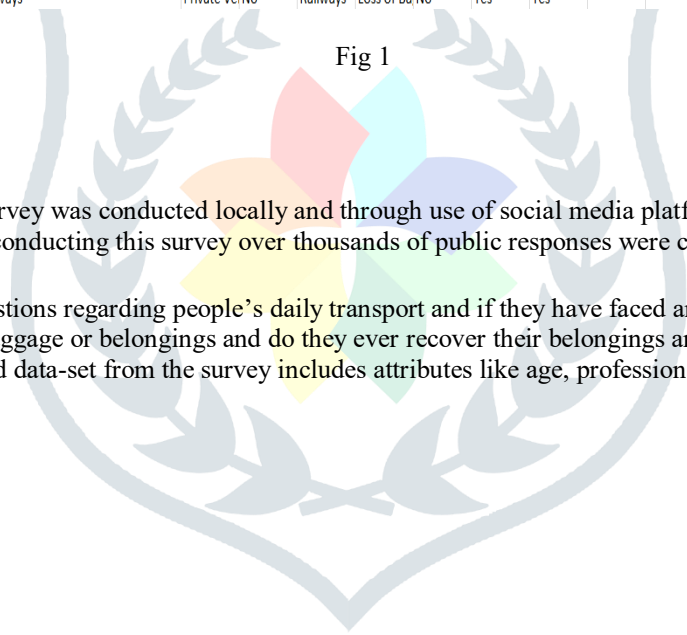 Fig 1
rvey was conducted locally and through use of social media platf
conducting this survey over thousands of public responses were c
stions regarding people’s daily transport and if they have faced a
ggage or belongings and do they ever recover their belongings a
d data-set from the survey includes attributes like age, profession